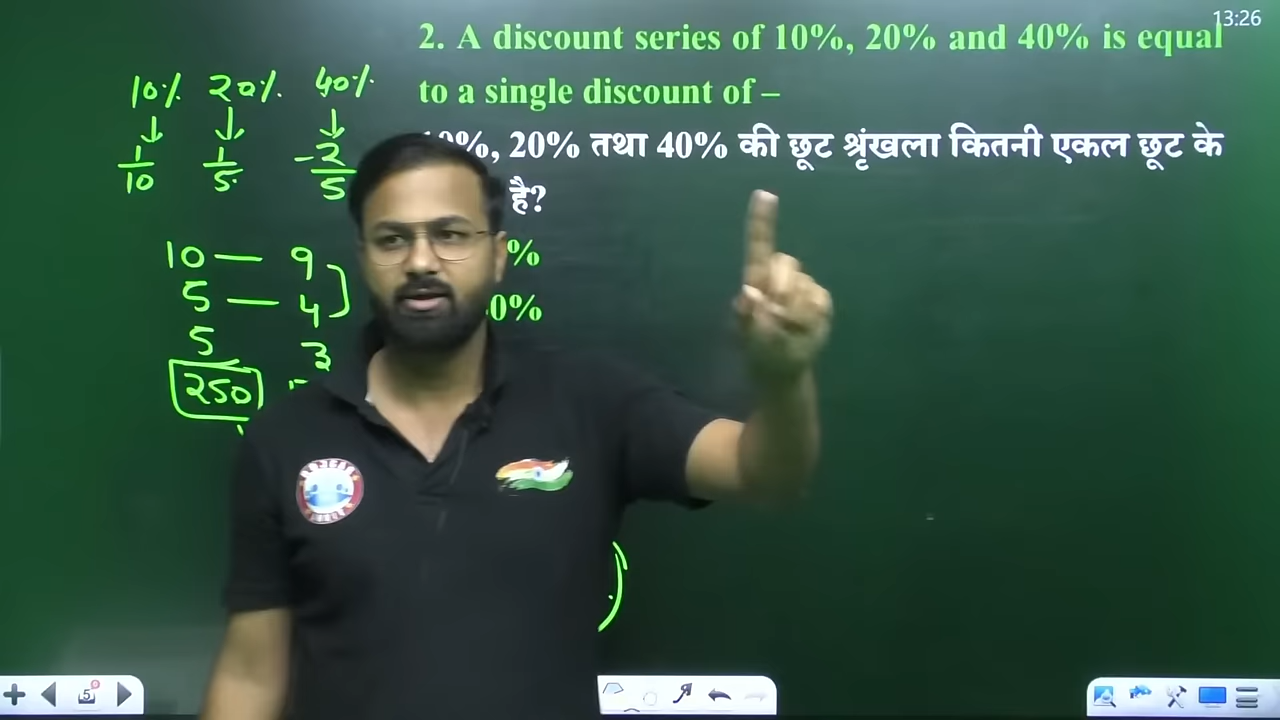 13:26
2. A discount series of 10%, 20% and 40% is equal
to a single discount of –
%, 20% तथा 40% की छूट श्रृंखला कितनी एकल छूट के
है?
%
0%
10% 20% 40%
↓ ↓ ↓
1/10 1/5 -2/5
10 — 9
5 — 4
5 3
250